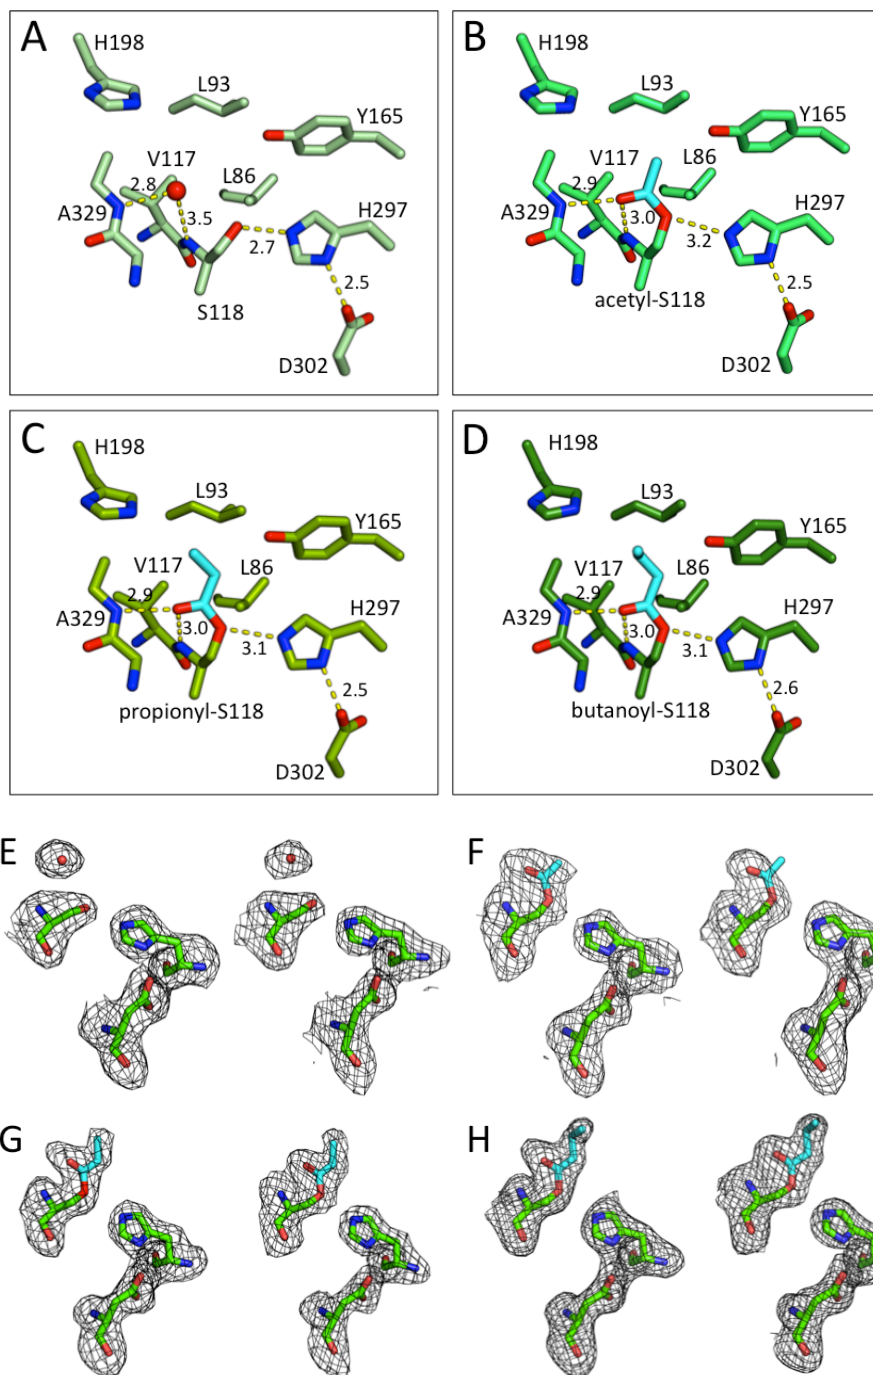 A
H198
L93
Y165
V117
L86
2.8
A329
H297
3.5
2.7
2.5
S118
D302
B
H198
L93
Y165
V117
L86
2.9
A329
H297
3.0
3.2
2.5
acetyl-S118
D302
C
H198
L93
Y165
V117
L86
2.9
A329
H297
3.0
3.1
2.5
propionyl-S118
D302
D
H198
L93
Y165
V117
L86
2.9
A329
H297
3.0
3.1
2.6
butanoyl-S118
D302
E
F
G
H